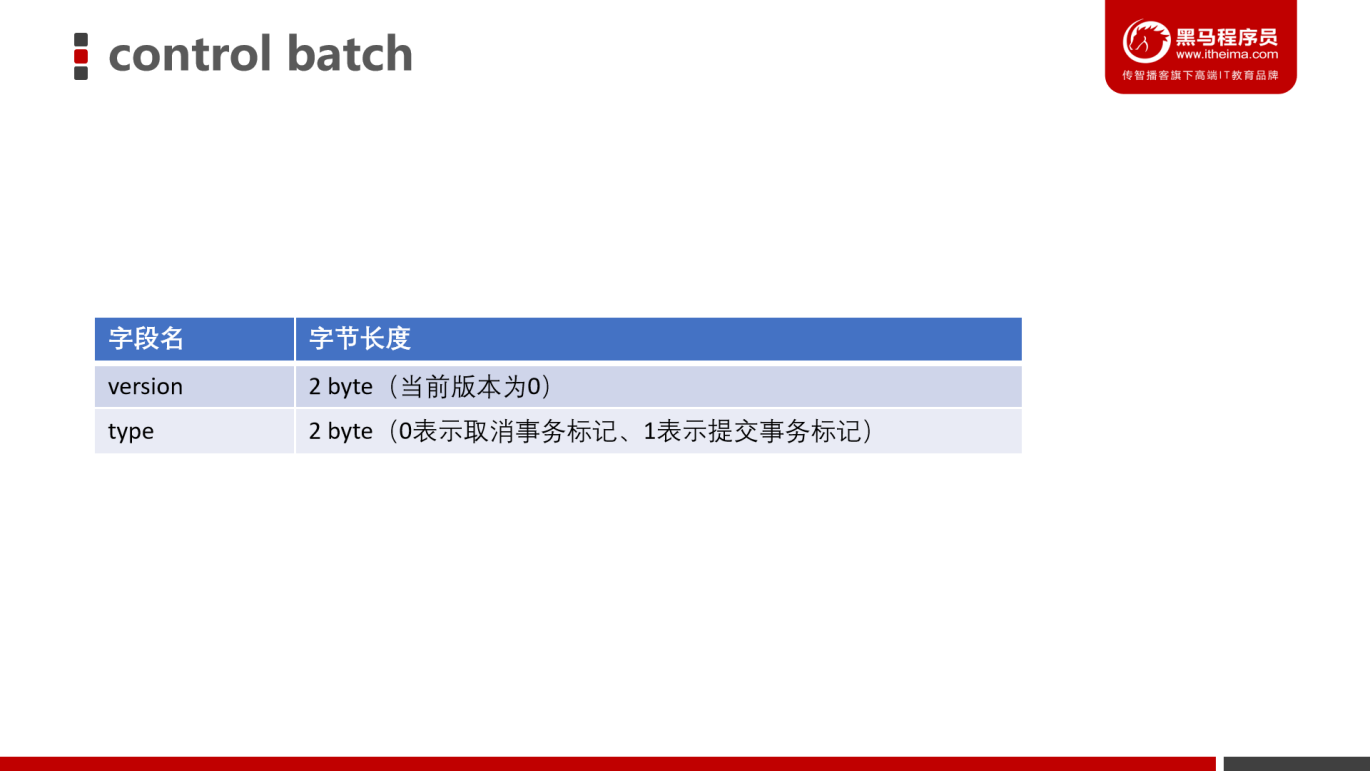 control batch
黑马程序员
www.itheima.com
传智播客旗下高端IT教育品牌
字段名 字节长度
version 2 byte（当前版本为0）
type 2 byte（0表示取消事务标记、1表示提交事务标记）